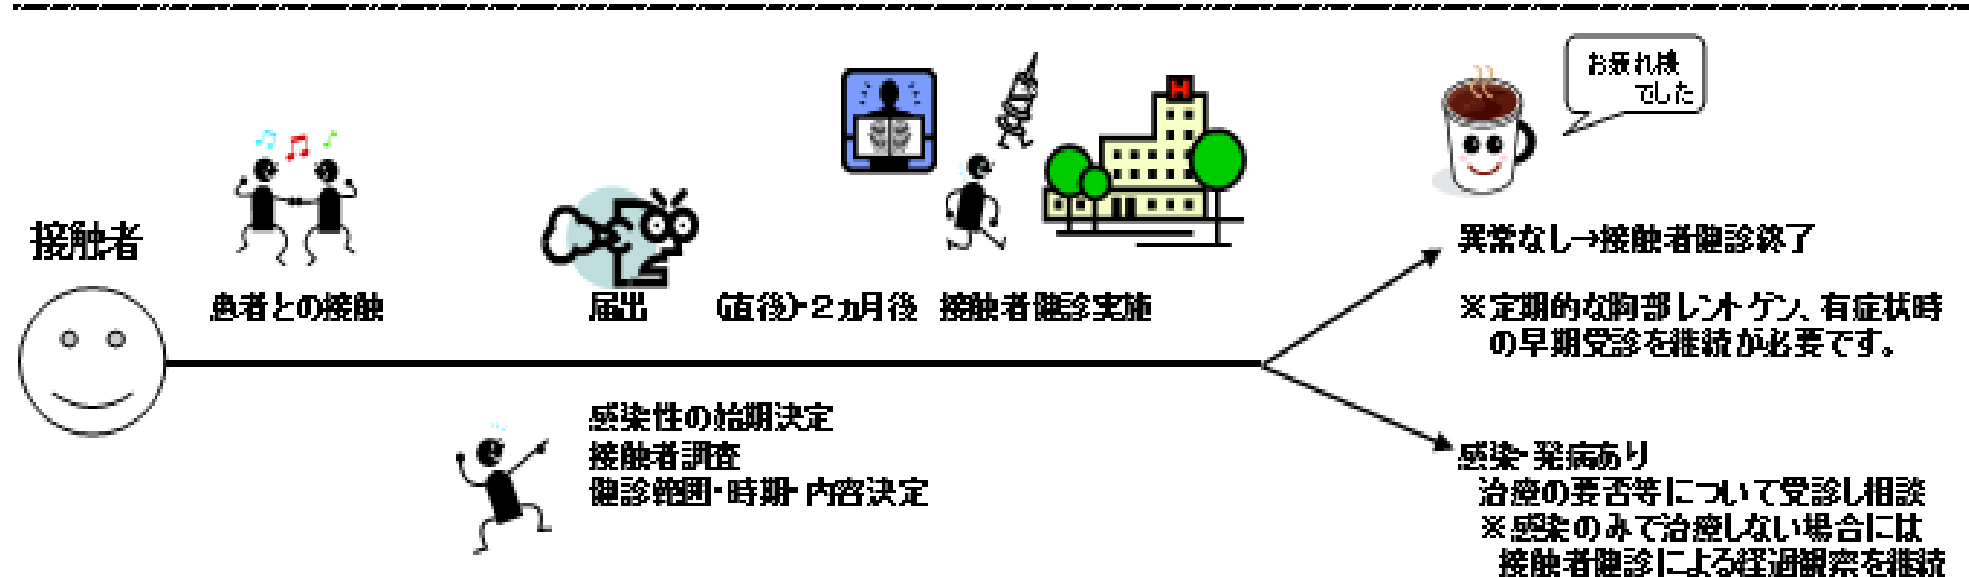 お疲れ様
でした
接触者
患者との接触
届出
(直後)・2ヵ月後 接触者健診実施
異常なし→接触者健診終了
※定期的な胸部レントゲン、有症状時
の早期受診を継続が必要です。
感染性の始期決定
接触者調査
健診範囲・時期・内容決定
感染・発病あり
治療の要否等について受診し相談
※感染のみで治療しない場合には
接触者健診による経過観察を継続
H